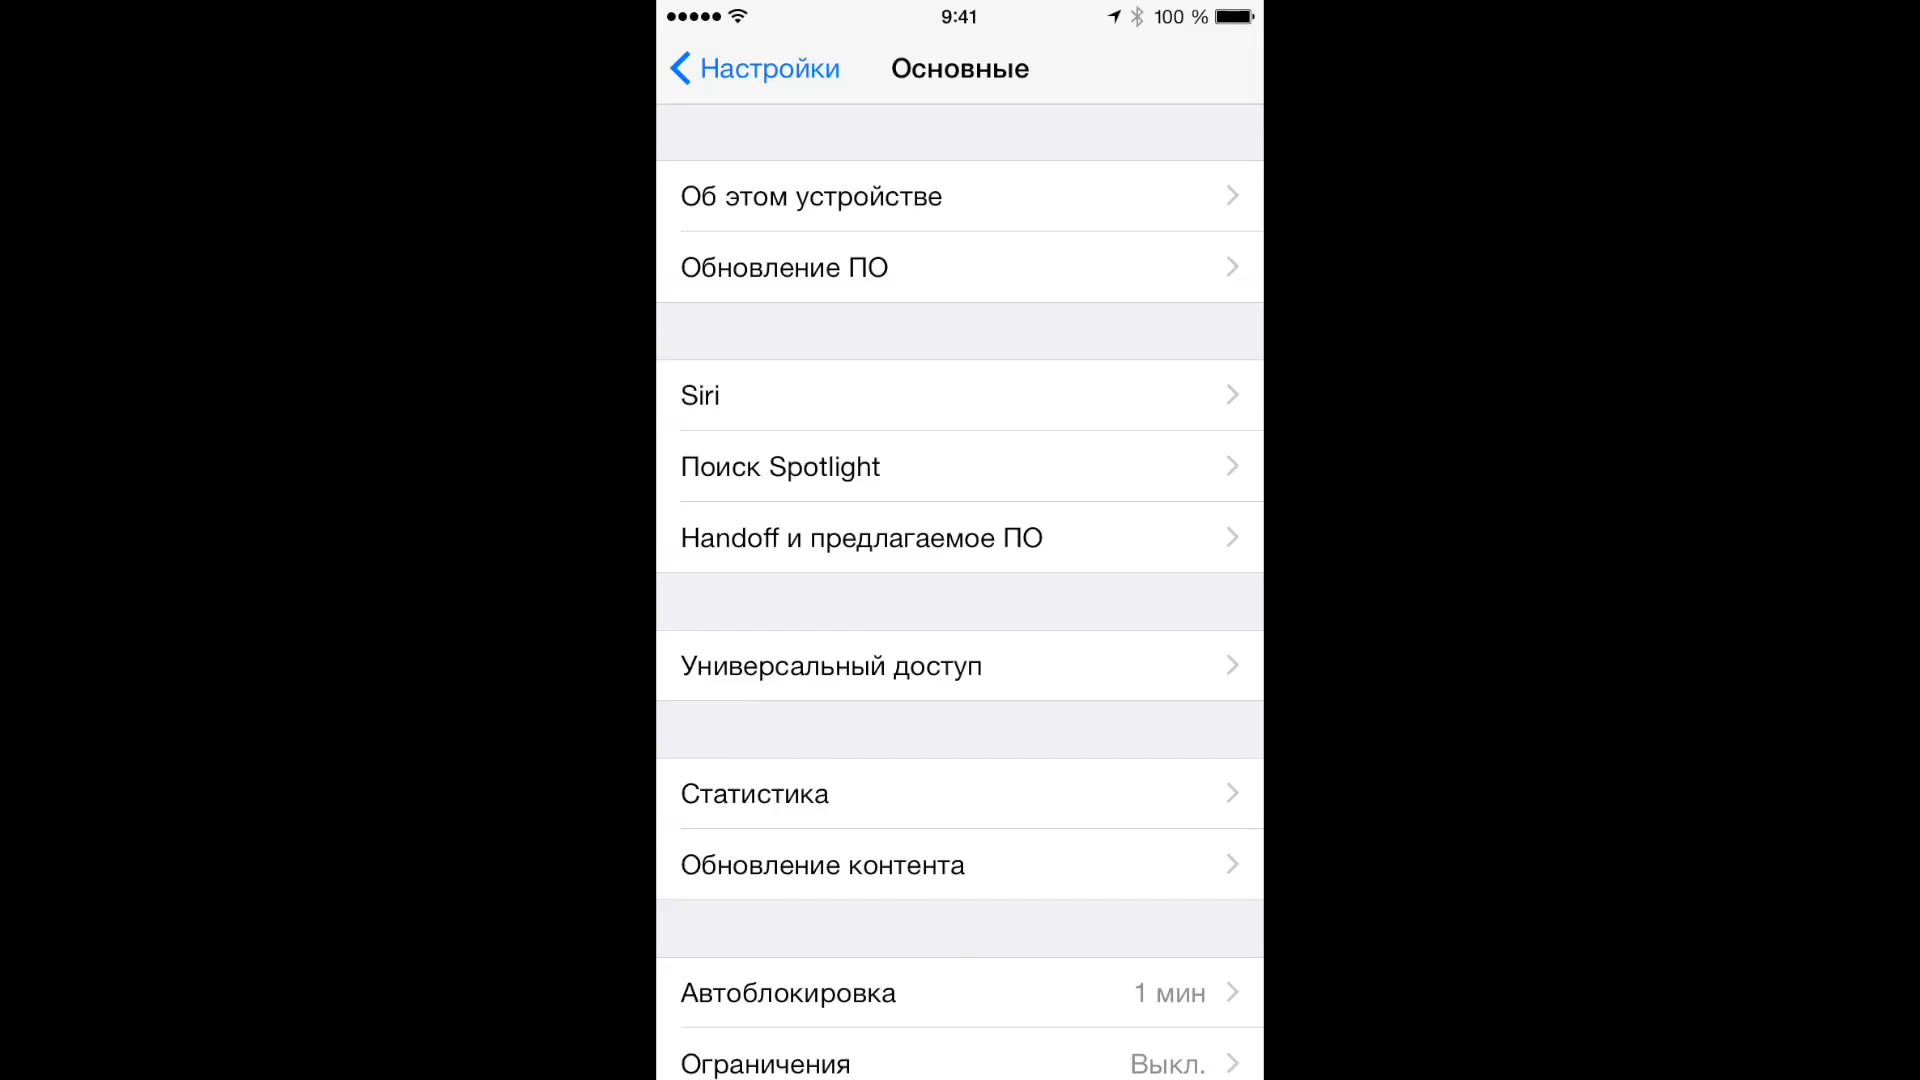 9:41
100 %
Настройки
Основные
Об этом устройстве
Обновление ПО
Siri
Поиск Spotlight
Handoff и предлагаемое ПО
Универсальный доступ
Статистика
Обновление контента
Автоблокировка 1 мин
Ограничения Выкл.